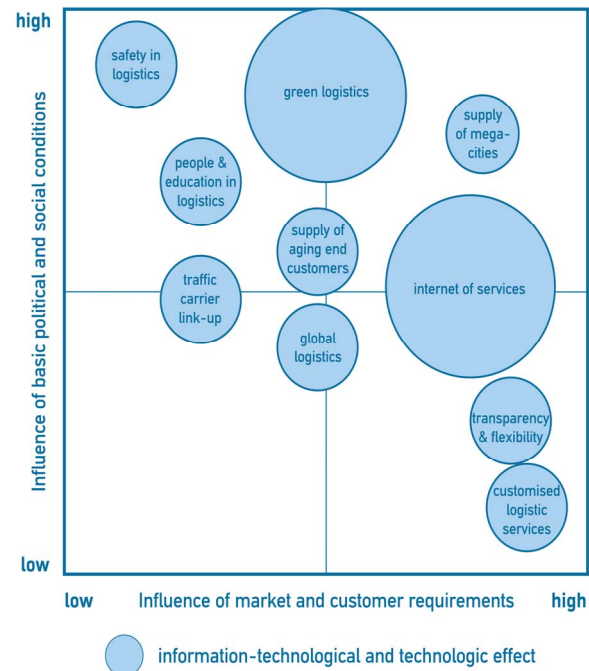 high
safety in
logistics
green logistics
supply
of mega-
cities
people &
education in
logistics
supply of
aging end
customers
traffic
carrier
link-up
internet of services
global
logistics
transparency
& flexibility
customised
logistic
services
Influence of basic political and social conditions
low
low Influence of market and customer requirements high
information-technological and technologic effect